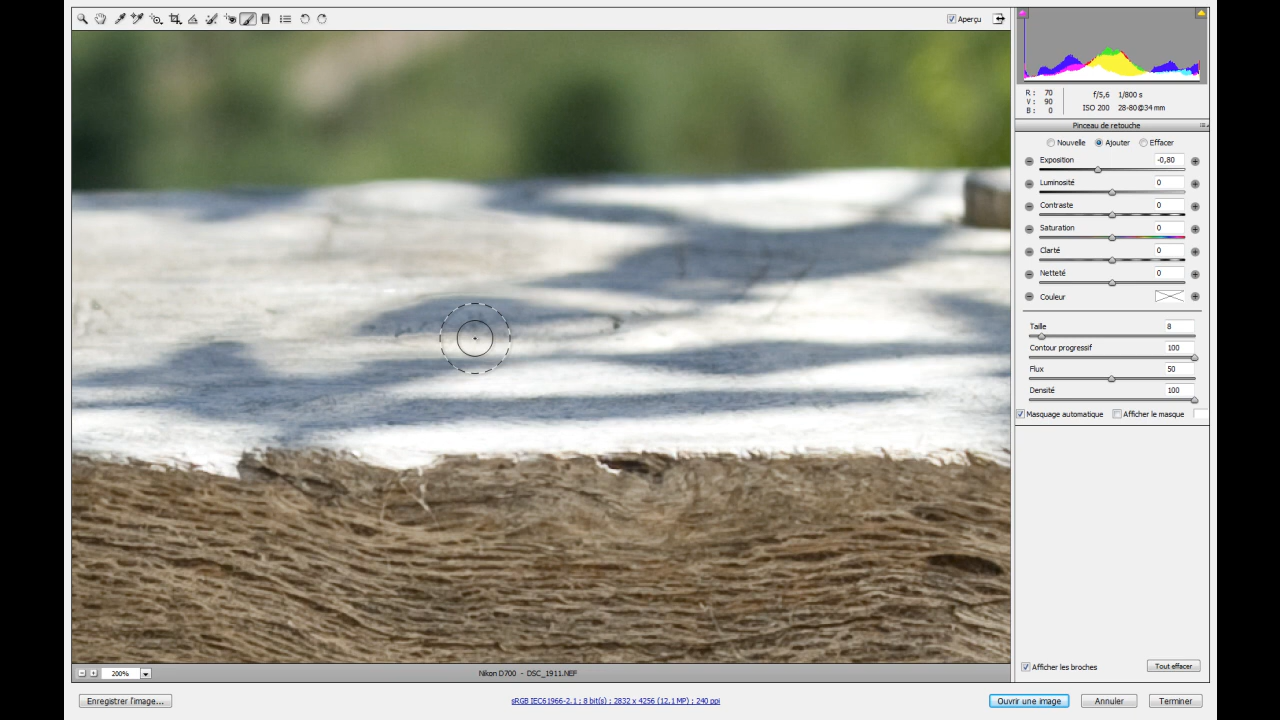 Aperçu
R : 70
V : 90
B : 0
f/5,6 1/800 s
ISO 200 28-80@34 mm
Pinceau de retouche
Nouvelle Ajouter Effacer
Exposition -0,80
Luminosité 0
Contraste 0
Saturation 0
Clarté 0
Netteté 0
Couleur
Taille 8
Contour progressif 100
Flux 50
Densité 100
Masquage automatique Afficher le masque
Afficher les broches Tout effacer
200% Nikon D700 - DSC_1911.NEF
Enregistrer l'image... sRGB IEC61966-2.1 ; 8 bit(s) ; 2832 x 4256 (12,1 MP) ; 240 ppi Ouvrir une image Annuler Terminer